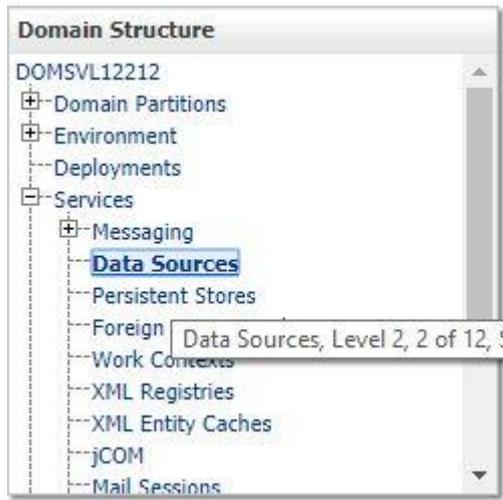 Domain Structure
DOMSVL12212
Domain Partitions
Environment
Deployments
Services
Messaging
Data Sources
Persistent Stores
Foreign
Data Sources, Level 2, 2 of 12,
Work Contexts
XML Registries
XML Entity Caches
jCOM
Mail Sessions